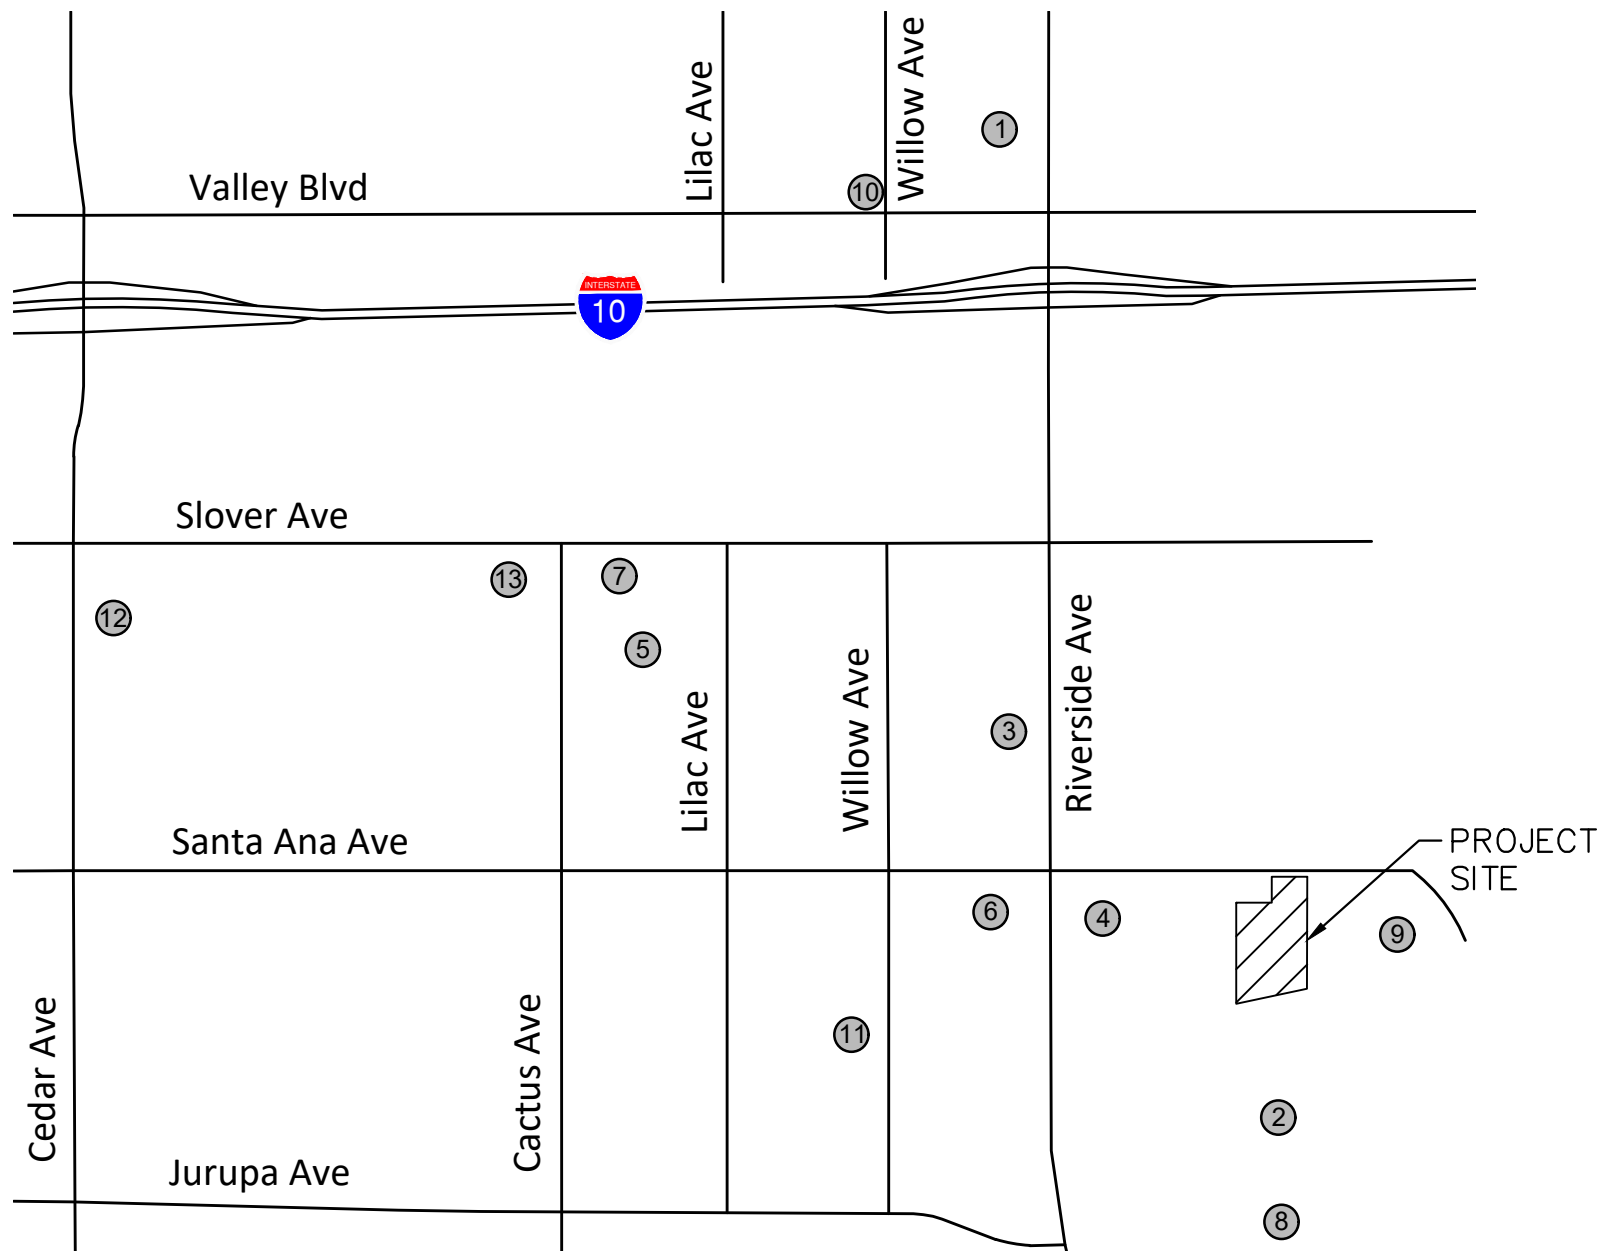 Lilac Ave
Willow Ave
1
Valley Blvd
10
INTERSTATE
10
Slover Ave
13
7
12
5
Lilac Ave
Willow Ave
3
Riverside Ave
Santa Ana Ave
PROJECT
SITE
6
4
9
Cedar Ave
Cactus Ave
11
2
Jurupa Ave
8